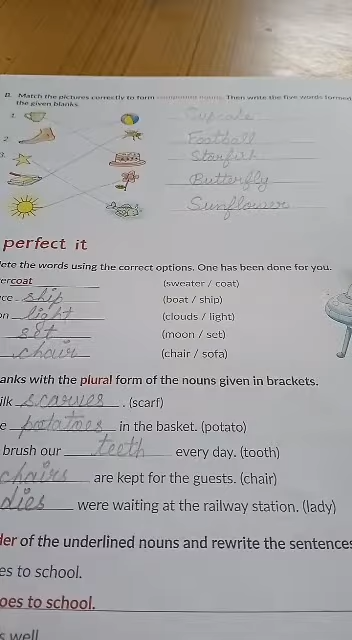 B. Match the pictures correctly to form compound nouns. Then write the five words formed
the given blanks.
1.
Cupcake
2.
Football
3.
Starfish
Butterfly
Sunflower
perfect it
lete the words using the correct options. One has been done for you.
ercoat (sweater / coat)
ce ship (boat / ship)
on light (clouds / light)
set (moon / set)
chair (chair / sofa)
anks with the plural form of the nouns given in brackets.
ilk scarves . (scarf)
e potatoes in the basket. (potato)
brush our teeth every day. (tooth)
chairs are kept for the guests. (chair)
dies were waiting at the railway station. (lady)
der of the underlined nouns and rewrite the sentences
es to school.
oes to school.
s well